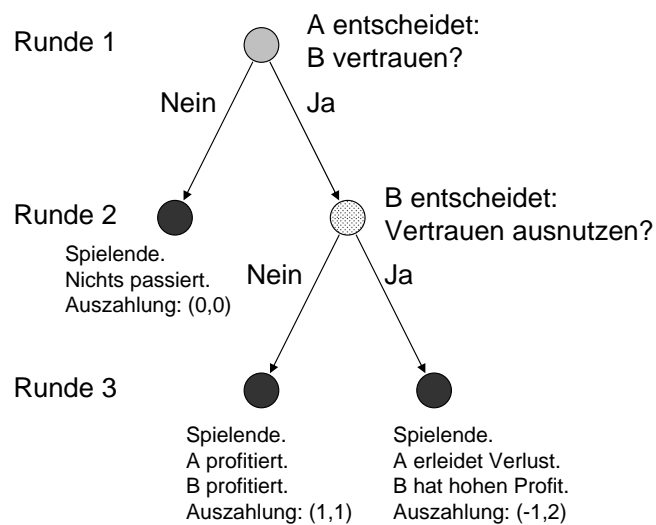 Runde 1
A entscheidet:
B vertrauen?
Nein
Ja
Runde 2
B entscheidet:
Vertrauen ausnutzen?
Spielende.
Nichts passiert.
Auszahlung: (0,0)
Nein
Ja
Runde 3
Spielende.
A profitiert.
B profitiert.
Auszahlung: (1,1)
Spielende.
A erleidet Verlust.
B hat hohen Profit.
Auszahlung: (-1,2)